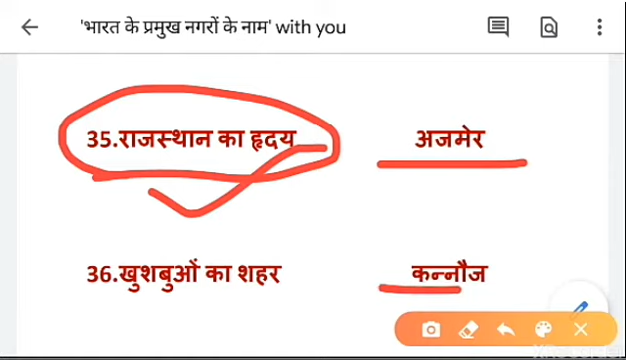 'भारत के प्रमुख नगरों के नाम' with you
35.राजस्थान का हृदय अजमेर
36.खुशबुओं का शहर कन्नौज